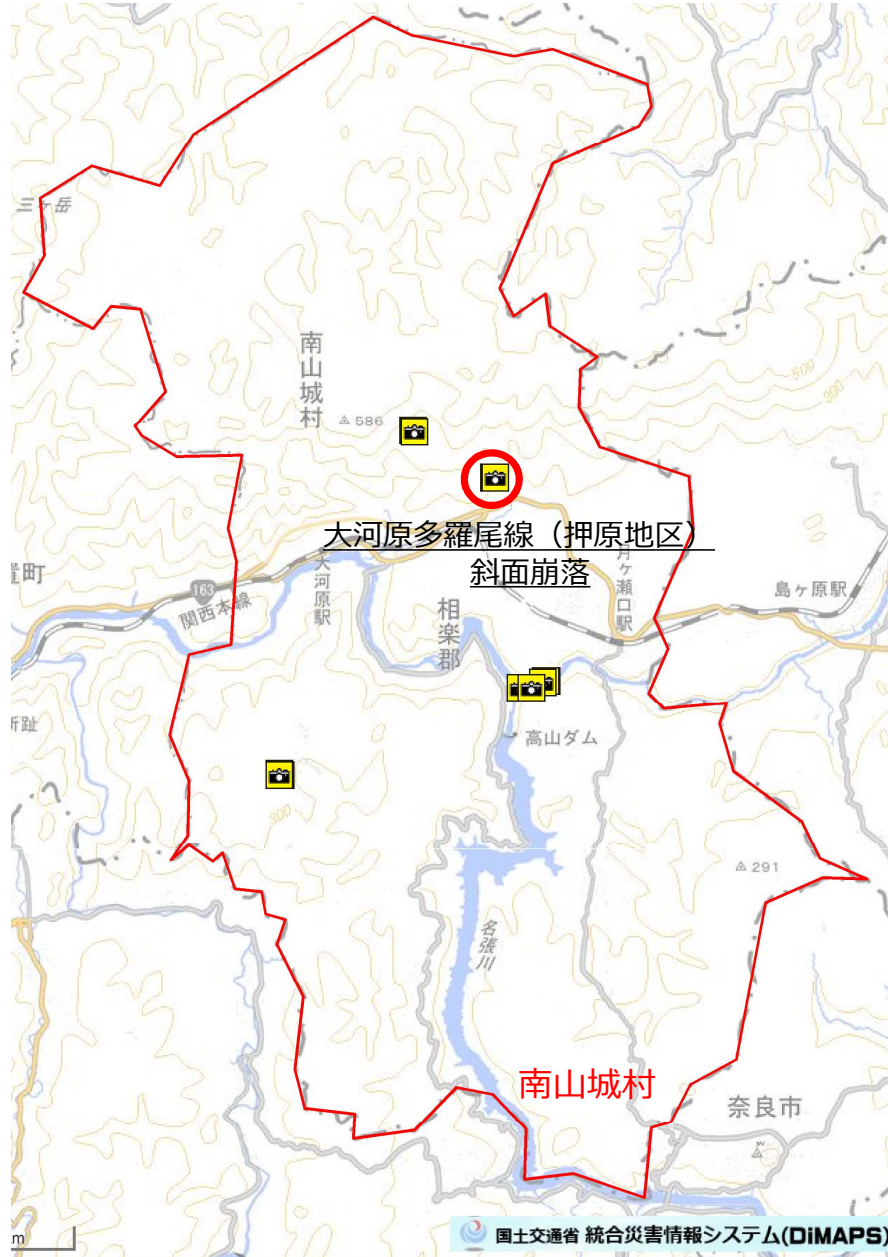 三ヶ岳
南山城村
586
500
300
大河原多羅尾線（押原地区）
斜面崩落
置町
163
関西本線
大河原駅
月ヶ瀬口駅
島ヶ原駅
相楽郡
高山ダム
300
291
名張川
南山城村
奈良市
m
国土交通省 統合災害情報システム(DiMAPS)